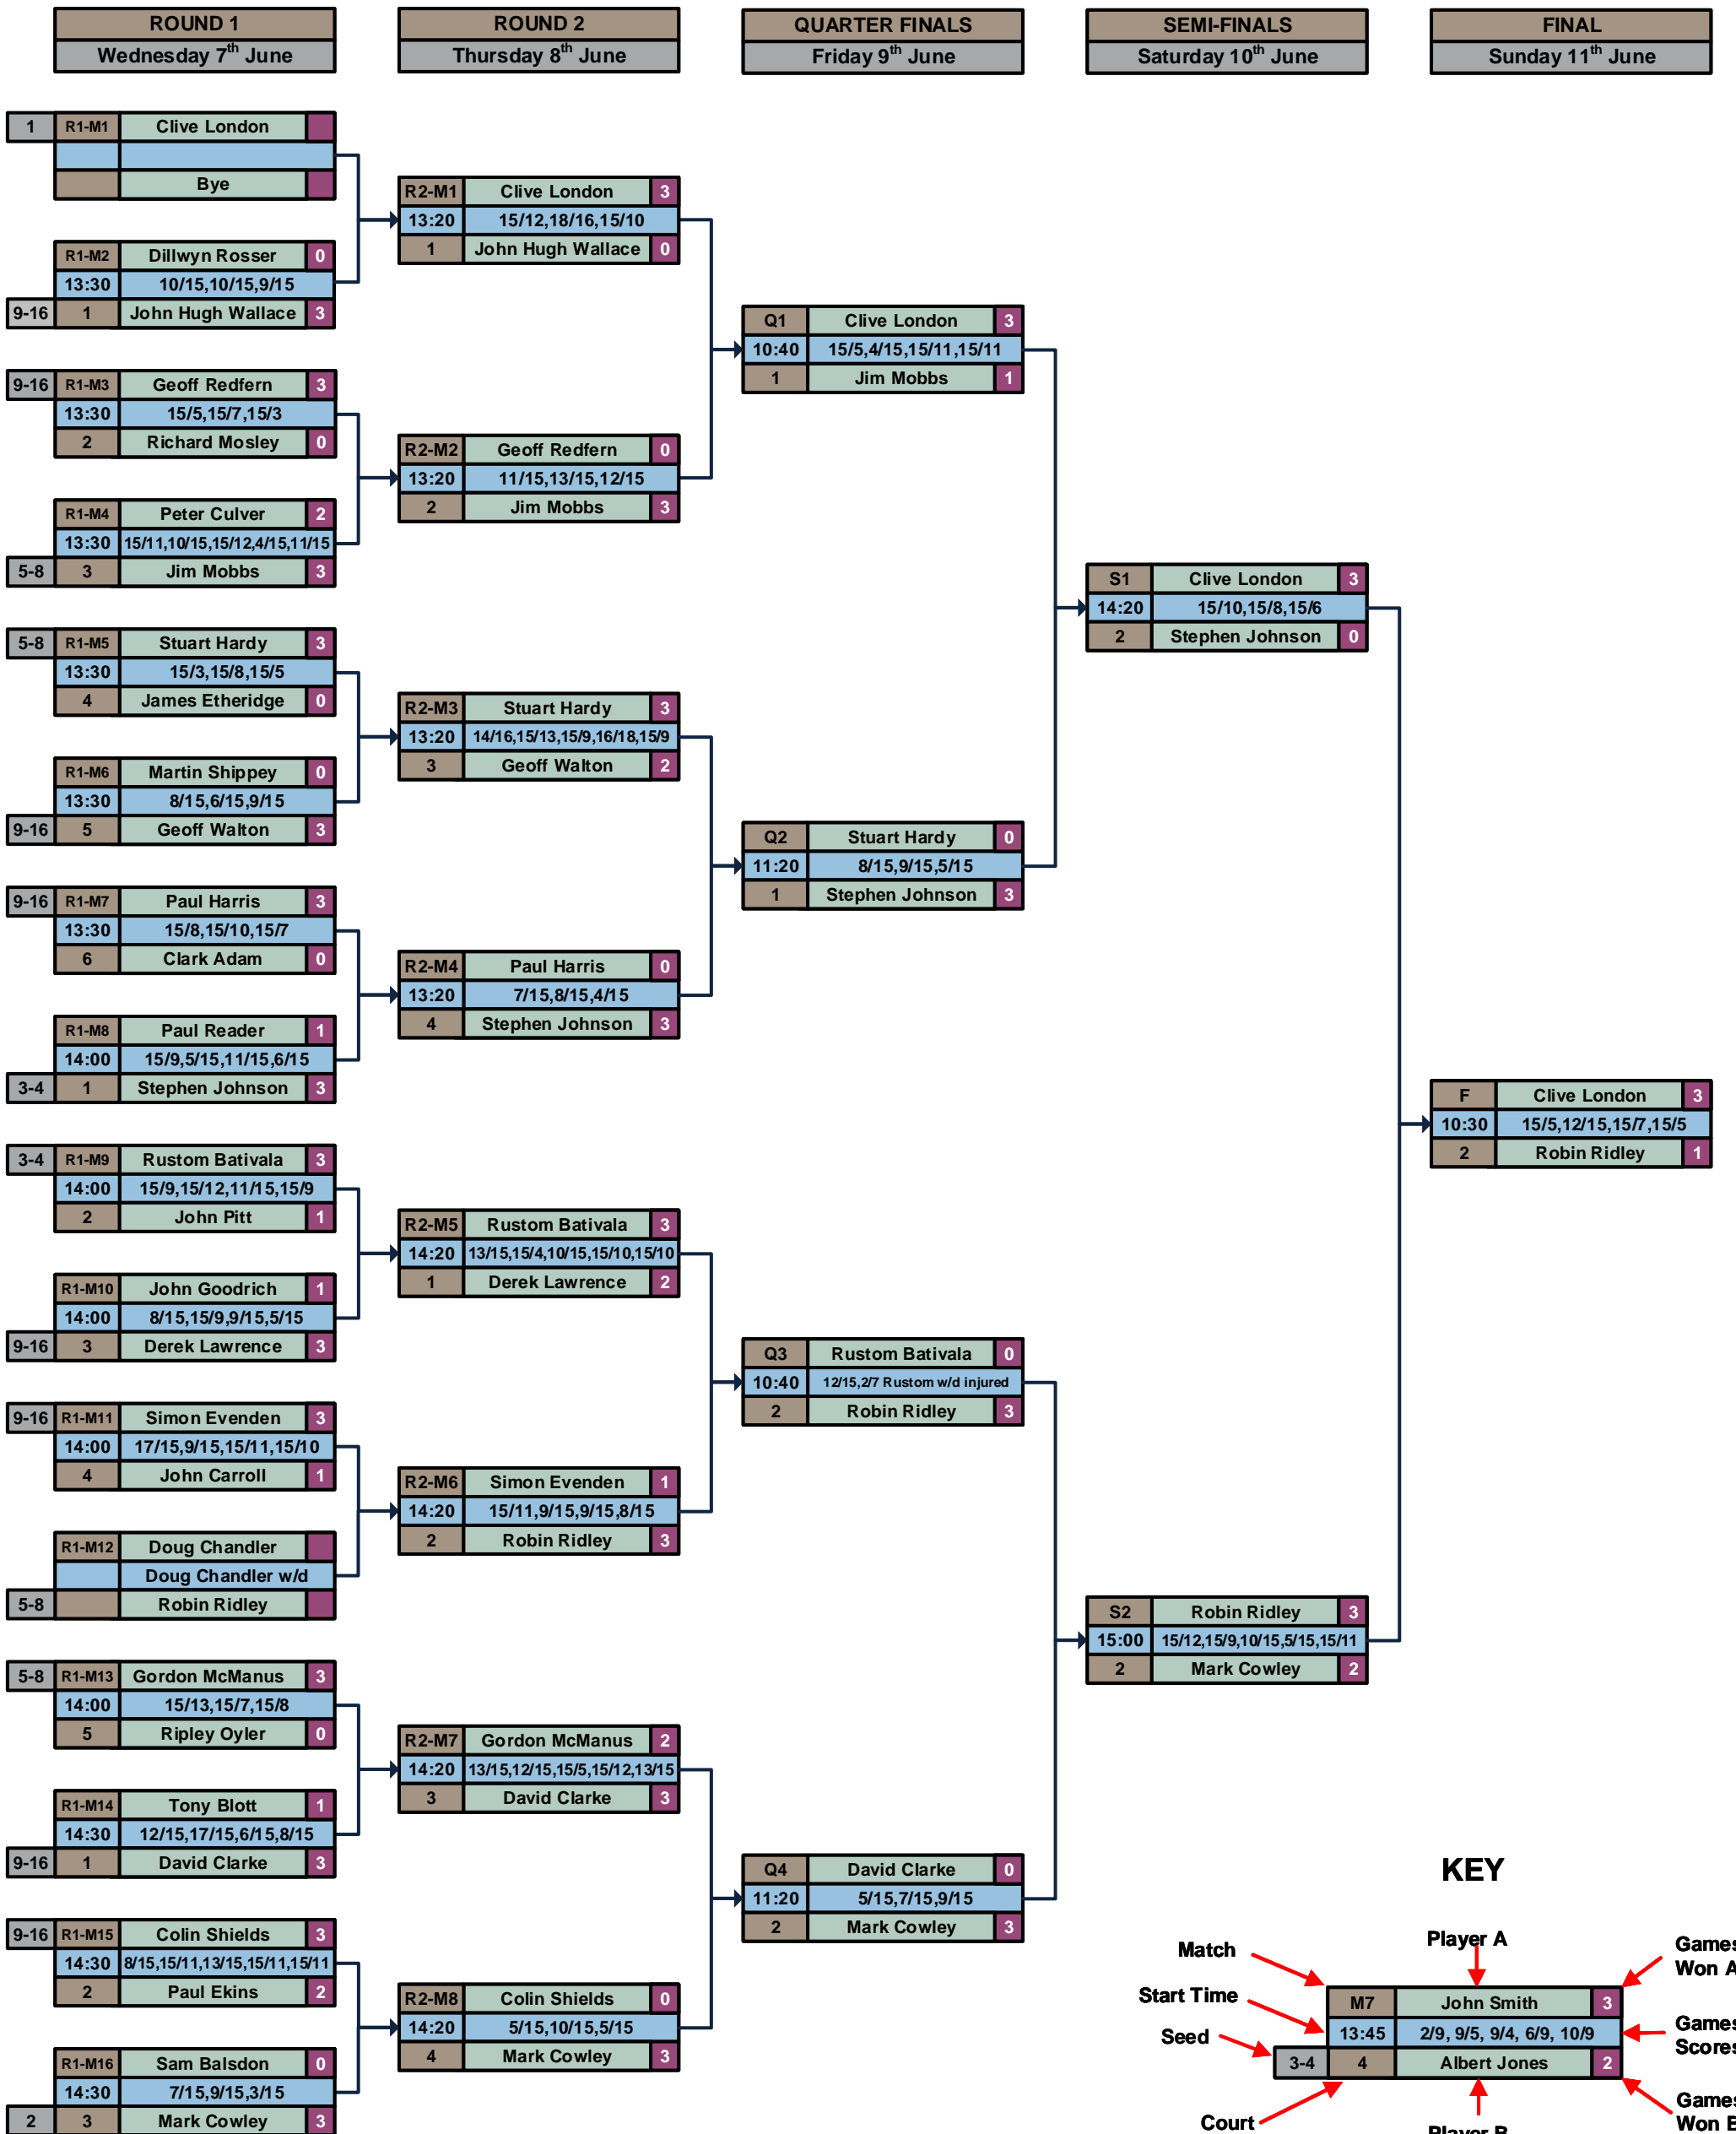 ROUND 1
Wednesday 7th June
ROUND 2
Thursday 8th June
QUARTER FINALS
Friday 9th June
SEMI-FINALS
Saturday 10th June
FINAL
Sunday 11th June
1 R1-M1 Clive London
Bye
R1-M2 Dillwyn Rosser 0
13:30 10/15,10/15,9/15
9-16 1 John Hugh Wallace 3
9-16 R1-M3 Geoff Redfern 3
13:30 15/5,15/7,15/3
2 Richard Mosley 0
R1-M4 Peter Culver 2
13:30 15/11,10/15,15/12,4/15,11/15
5-8 3 Jim Mobbs 3
5-8 R1-M5 Stuart Hardy 3
13:30 15/3,15/8,15/5
4 James Etheridge 0
R1-M6 Martin Shippey 0
13:30 8/15,6/15,9/15
9-16 5 Geoff Walton 3
9-16 R1-M7 Paul Harris 3
13:30 15/8,15/10,15/7
6 Clark Adam 0
R1-M8 Paul Reader 1
14:00 15/9,5/15,11/15,6/15
3-4 1 Stephen Johnson 3
3-4 R1-M9 Rustom Bativala 3
14:00 15/9,15/12,11/15,15/9
2 John Pitt 1
R1-M10 John Goodrich 1
14:00 8/15,15/9,9/15,5/15
9-16 3 Derek Lawrence 3
9-16 R1-M11 Simon Evenden 3
14:00 17/15,9/15,15/11,15/10
4 John Carroll 1
R1-M12 Doug Chandler
Doug Chandler w/d
5-8 Robin Ridley
5-8 R1-M13 Gordon McManus 3
14:00 15/13,15/7,15/8
5 Ripley Oyler 0
R1-M14 Tony Blott 1
14:30 12/15,17/15,6/15,8/15
9-16 1 David Clarke 3
9-16 R1-M15 Colin Shields 3
14:30 8/15,15/11,13/15,15/11,15/11
2 Paul Ekins 2
R1-M16 Sam Balsdon 0
14:30 7/15,9/15,3/15
2 3 Mark Cowley 3
R2-M1 Clive London 3
13:20 15/12,18/16,15/10
1 John Hugh Wallace 0
R2-M2 Geoff Redfern 0
13:20 11/15,13/15,12/15
2 Jim Mobbs 3
R2-M3 Stuart Hardy 3
13:20 14/16,15/13,15/9,16/18,15/9
3 Geoff Walton 2
R2-M4 Paul Harris 0
13:20 7/15,8/15,4/15
4 Stephen Johnson 3
R2-M5 Rustom Bativala 3
14:20 13/15,15/4,10/15,15/10,15/10
1 Derek Lawrence 2
R2-M6 Simon Evenden 1
14:20 15/11,9/15,9/15,8/15
2 Robin Ridley 3
R2-M7 Gordon McManus 2
14:20 13/15,12/15,15/5,15/12,13/15
3 David Clarke 3
R2-M8 Colin Shields 0
14:20 5/15,10/15,5/15
4 Mark Cowley 3
Q1 Clive London 3
10:40 15/5,4/15,15/11,15/11
1 Jim Mobbs 1
Q2 Stuart Hardy 0
11:20 8/15,9/15,5/15
1 Stephen Johnson 3
Q3 Rustom Bativala 0
10:40 12/15,2/7 Rustom w/d injured
2 Robin Ridley 3
Q4 David Clarke 0
11:20 5/15,7/15,9/15
2 Mark Cowley 3
S1 Clive London 3
14:20 15/10,15/8,15/6
2 Stephen Johnson 0
S2 Robin Ridley 3
15:00 15/12,15/9,10/15,5/15,15/11
2 Mark Cowley 2
F Clive London 3
10:30 15/5,12/15,15/7,15/5
2 Robin Ridley 1
KEY
Match
Player A
Games
Won A
Start Time
M7 John Smith 3
13:45 2/9, 9/5, 9/4, 6/9, 10/9
Games
Scores
Seed
3-4 4 Albert Jones 2
Court
Player B
Games
Won B